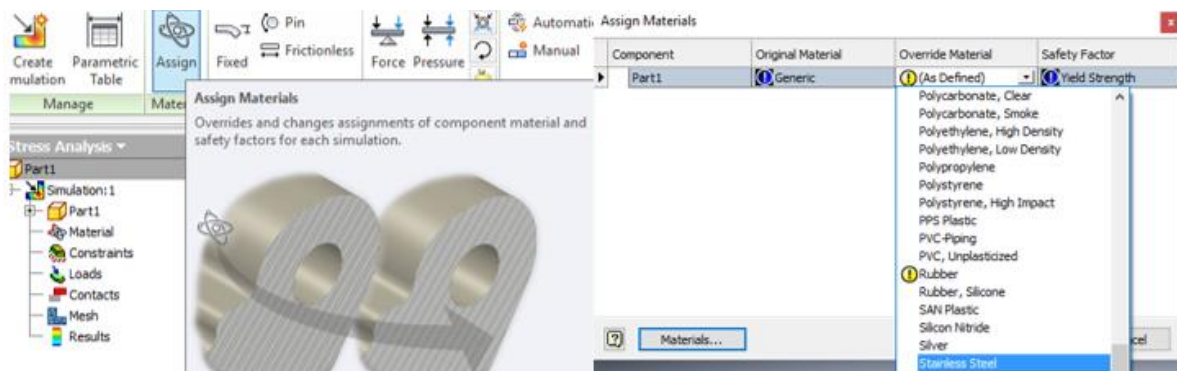 Create
mulation
Parametric
Table
Assign
Fixed
Pin
Frictionless
Force
Pressure
Automati
Manual
Manage
Mate
Assign Materials
Overrides and changes assignments of component material and
safety factors for each simulation.
Stress Analysis
Part1
Simulation:1
Part1
Material
Constraints
Loads
Contacts
Mesh
Results
Assign Materials
Component Original Material Override Material Safety Factor
Part1 Generic (As Defined) Yield Strength
Polycarbonate, Clear
Polycarbonate, Smoke
Polyethylene, High Density
Polyethylene, Low Density
Polypropylene
Polystyrene
Polystyrene, High Impact
PPS Plastic
PVC-Piping
PVC, Unplasticized
Rubber
Rubber, Silicone
SAN Plastic
Silicon Nitride
Silver
Stainless Steel
Materials...
cel